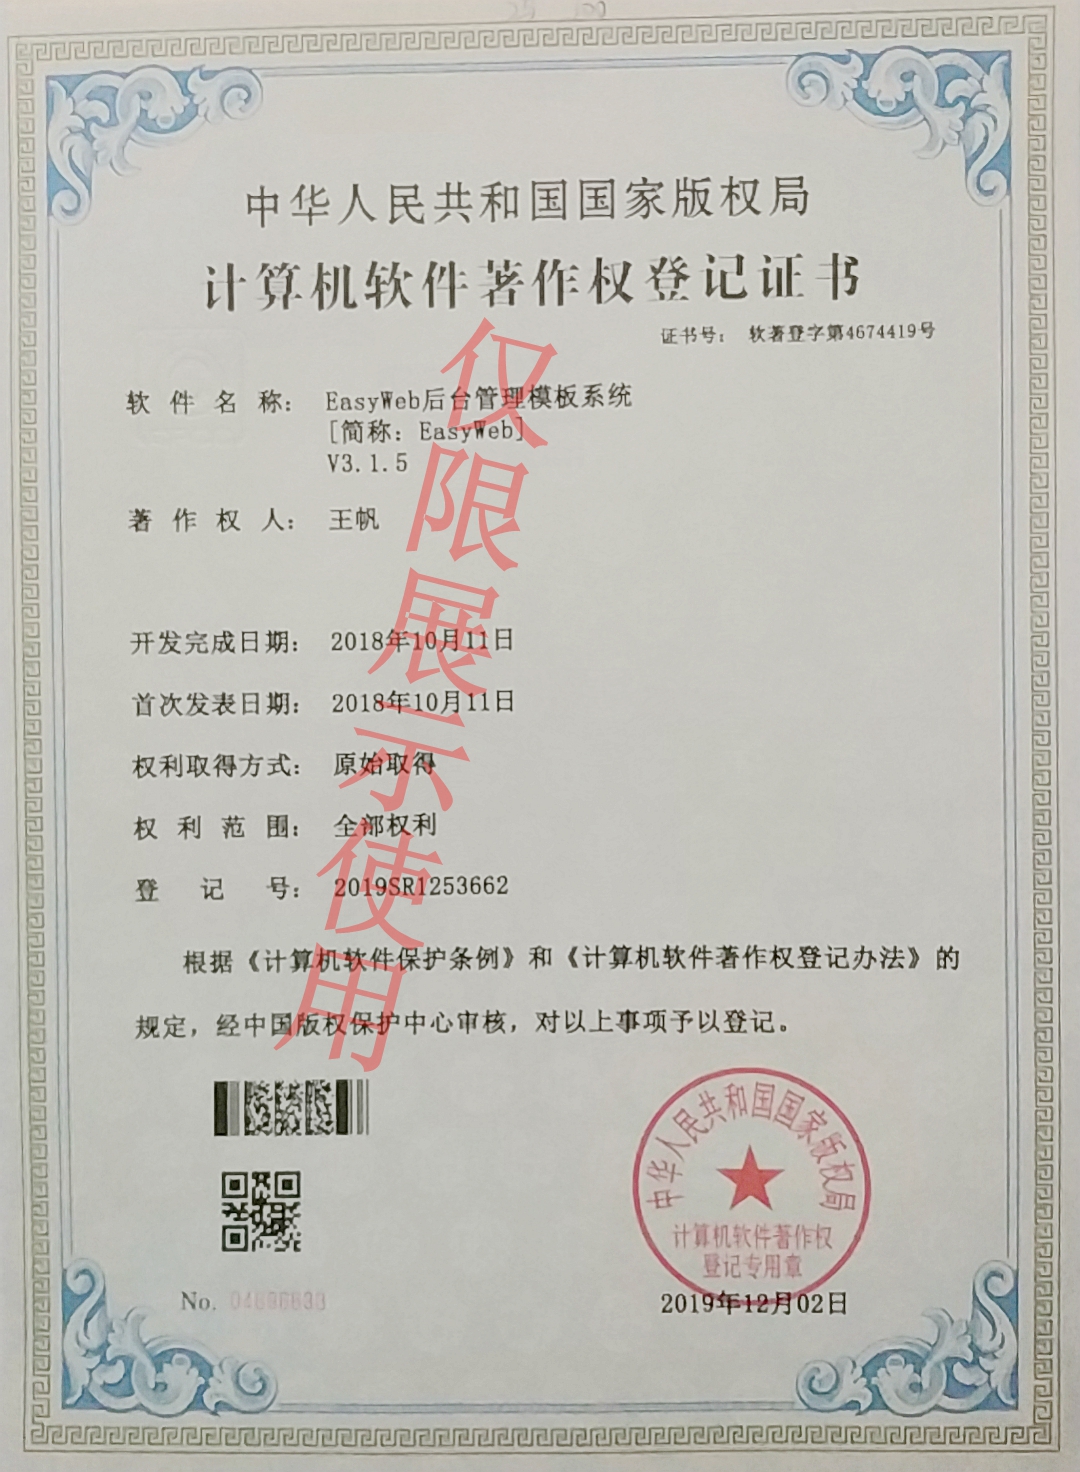 中华人民共和国国家版权局
计算机软件著作权登记证书
证书号： 软著登字第4674419号
软件名称： EasyWeb后台管理模板系统
[简称：EasyWeb]
V3.1.5
著作权人： 王帆
开发完成日期： 2018年10月11日
首次发表日期： 2018年10月11日
权利取得方式： 原始取得
权利范围： 全部权利
登记号： 2019SR1253662
根据《计算机软件保护条例》和《计算机软件著作权登记办法》的
规定，经中国版权保护中心审核，对以上事项予以登记。
仅限展示使用
中华人民共和国国家版权局
计算机软件著作权
登记专用章
No.
2019年12月02日